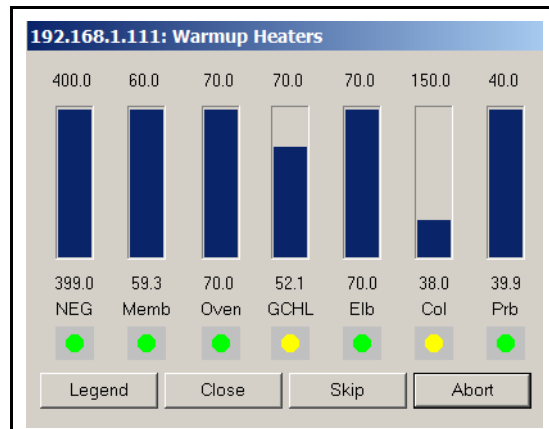 192.168.1.111: Warmup Heaters
400.0 60.0 70.0 70.0 70.0 150.0 40.0
399.0 59.3 70.0 52.1 70.0 38.0 39.9
NEG Memb Oven GCHL Elb Col Prb
Legend Close Skip Abort